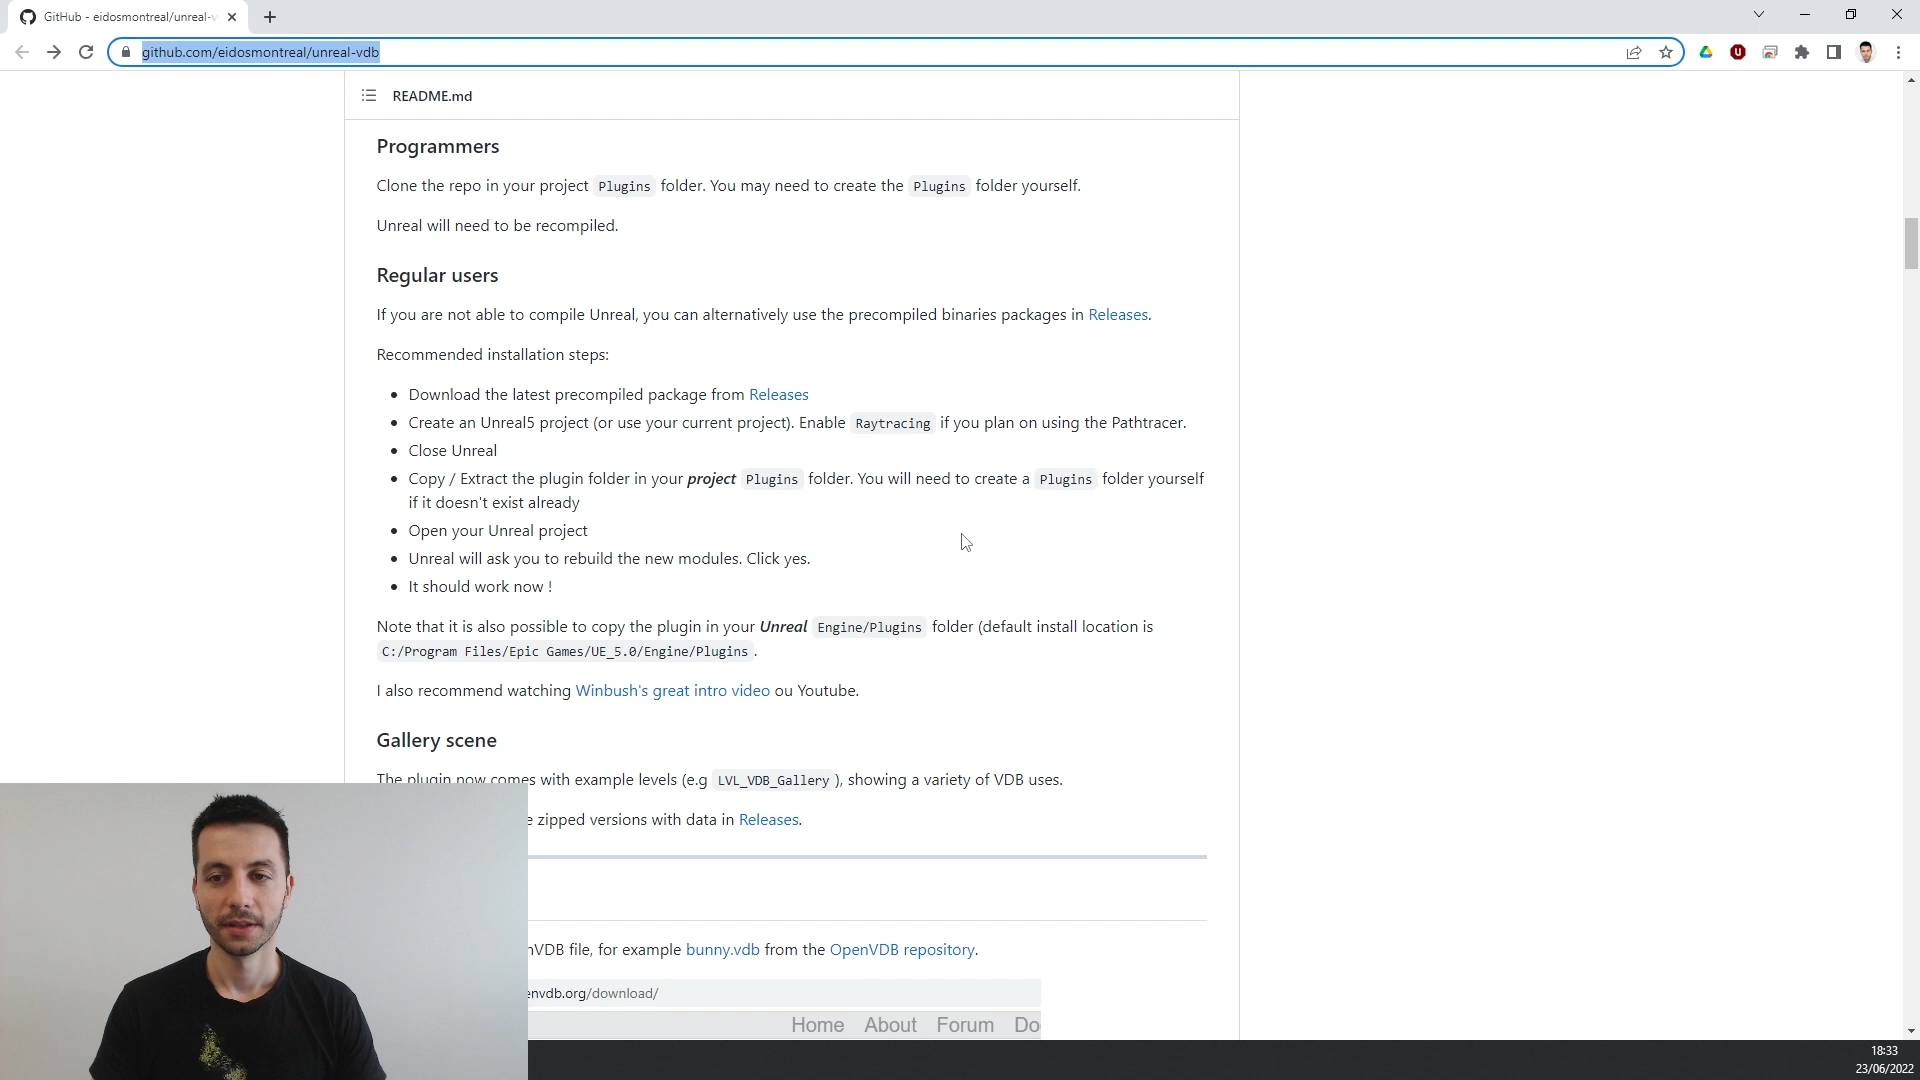 GitHub - eidosmontreal/unreal-v
github.com/eidosmontreal/unreal-vdb
README.md
Programmers
Clone the repo in your project Plugins folder. You may need to create the Plugins folder yourself.
Unreal will need to be recompiled.
Regular users
If you are not able to compile Unreal, you can alternatively use the precompiled binaries packages in Releases.
Recommended installation steps:
• Download the latest precompiled package from Releases
• Create an Unreal5 project (or use your current project). Enable Raytracing if you plan on using the Pathtracer.
• Close Unreal
• Copy / Extract the plugin folder in your project Plugins folder. You will need to create a Plugins folder yourself
if it doesn't exist already
• Open your Unreal project
• Unreal will ask you to rebuild the new modules. Click yes.
• It should work now !
Note that it is also possible to copy the plugin in your Unreal Engine/Plugins folder (default install location is
C:/Program Files/Epic Games/UE_5.0/Engine/Plugins.
I also recommend watching Winbush's great intro video ou Youtube.
Gallery scene
The plugin now comes with example levels (e.g LVL_VDB_Gallery), showing a variety of VDB uses.
e zipped versions with data in Releases.
nVDB file, for example bunny.vdb from the OpenVDB repository.
envdb.org/download/
Home About Forum Do
18:33
23/06/2022